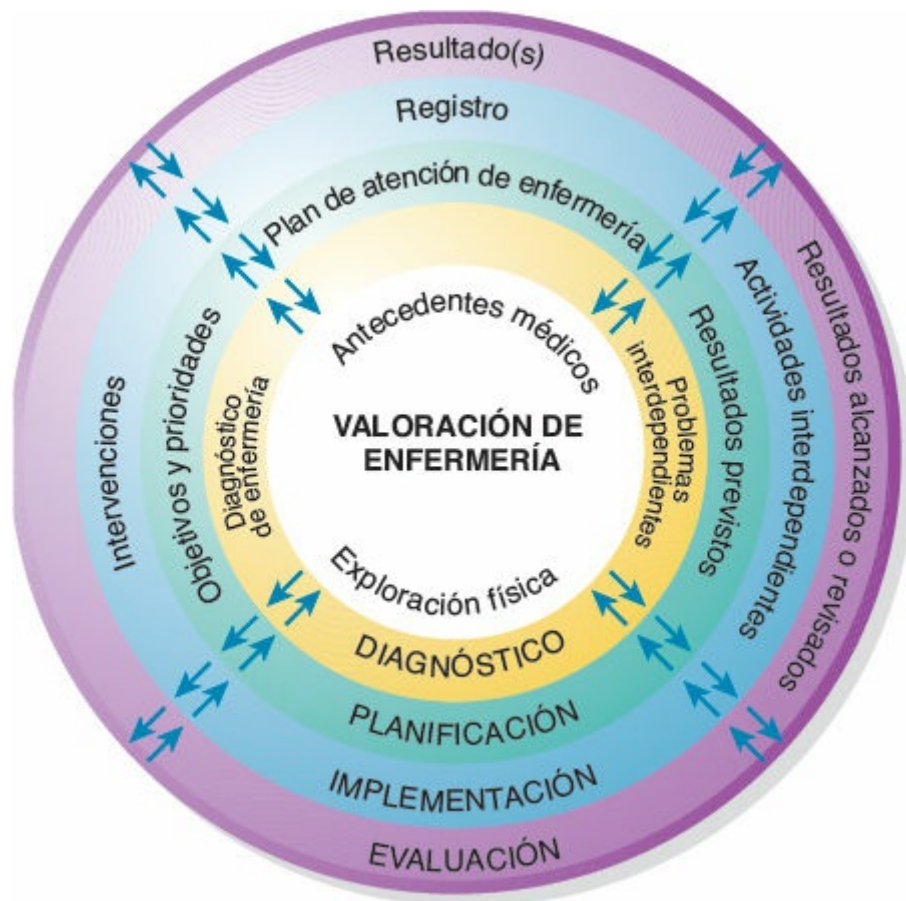 Resultado(s)
Registro
Plan de atención de enfermería
Antecedentes médicos
VALORACIÓN DE
ENFERMERÍA
Exploración física
Diagnóstico
de enfermería
Problemas
interdependientes
Objetivos y prioridades
Resultados previstos
Intervenciones
Actividades interdependientes
Resultados alcanzados o revisados
DIAGNÓSTICO
PLANIFICACIÓN
IMPLEMENTACIÓN
EVALUACIÓN